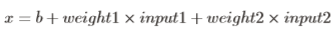 x = b + weight1 × input1 + weight2 × input2